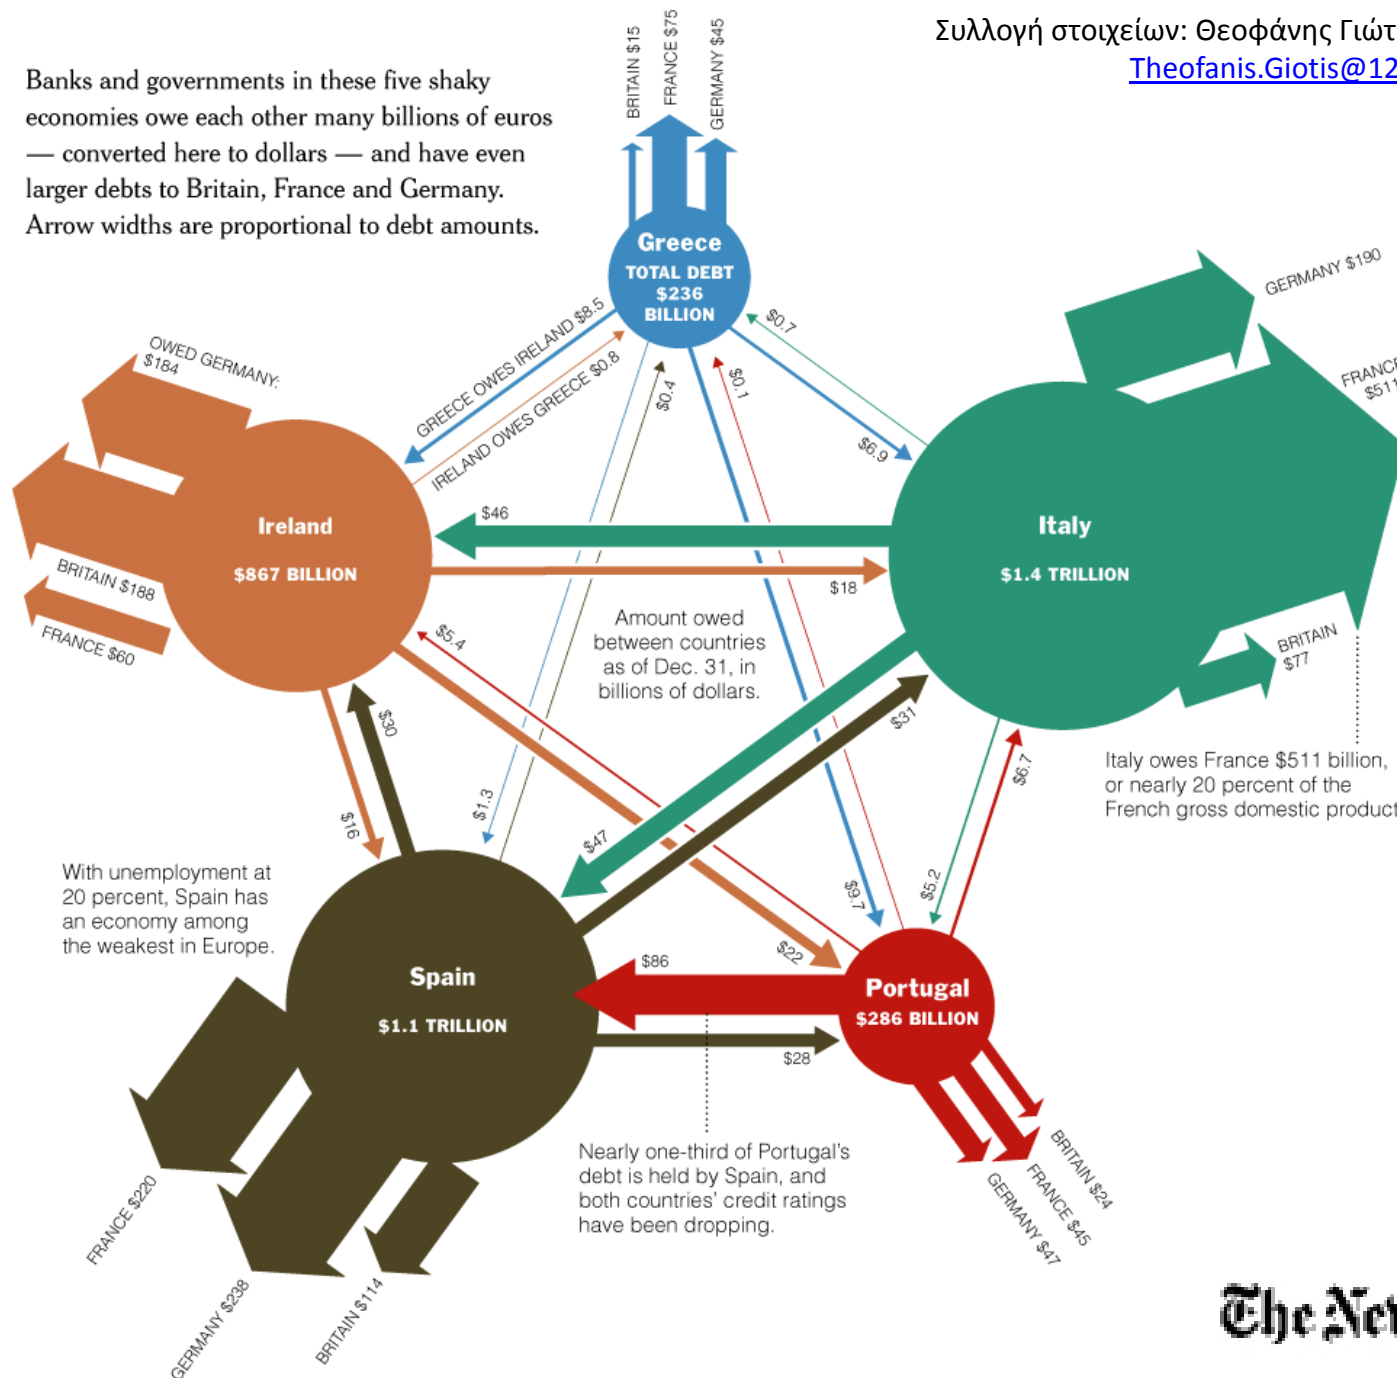 Συλλογή στοιχείων: Θεοφάνης Γιώτ
Theofanis.Giotis@12
Banks and governments in these five shaky
economies owe each other many billions of euros
— converted here to dollars — and have even
larger debts to Britain, France and Germany.
Arrow widths are proportional to debt amounts.
BRITAIN $15
FRANCE $75
GERMANY $45
Greece
TOTAL DEBT
$236
BILLION
GREECE OWES IRELAND $8.5
IRELAND OWES GREECE $0.8
$0.4
$0.1
$0.7
$6.9
OWED GERMANY:
$184
BRITAIN $188
FRANCE $60
Ireland
$867 BILLION
GERMANY $190
FRANCE
$511
Italy
$1.4 TRILLION
BRITAIN
$77
$46
$18
Amount owed
between countries
as of Dec. 31, in
billions of dollars.
$5.4
$30
$16
$1.3
$47
$31
$9.7
$5.2
$6.7
$22
Italy owes France $511 billion,
or nearly 20 percent of the
French gross domestic product
With unemployment at
20 percent, Spain has
an economy among
the weakest in Europe.
Spain
$1.1 TRILLION
$86
$28
Portugal
$286 BILLION
Nearly one-third of Portugal's
debt is held by Spain, and
both countries' credit ratings
have been dropping.
FRANCE $220
GERMANY $238
BRITAIN $114
BRITAIN $24
FRANCE $45
GERMANY $47
The New